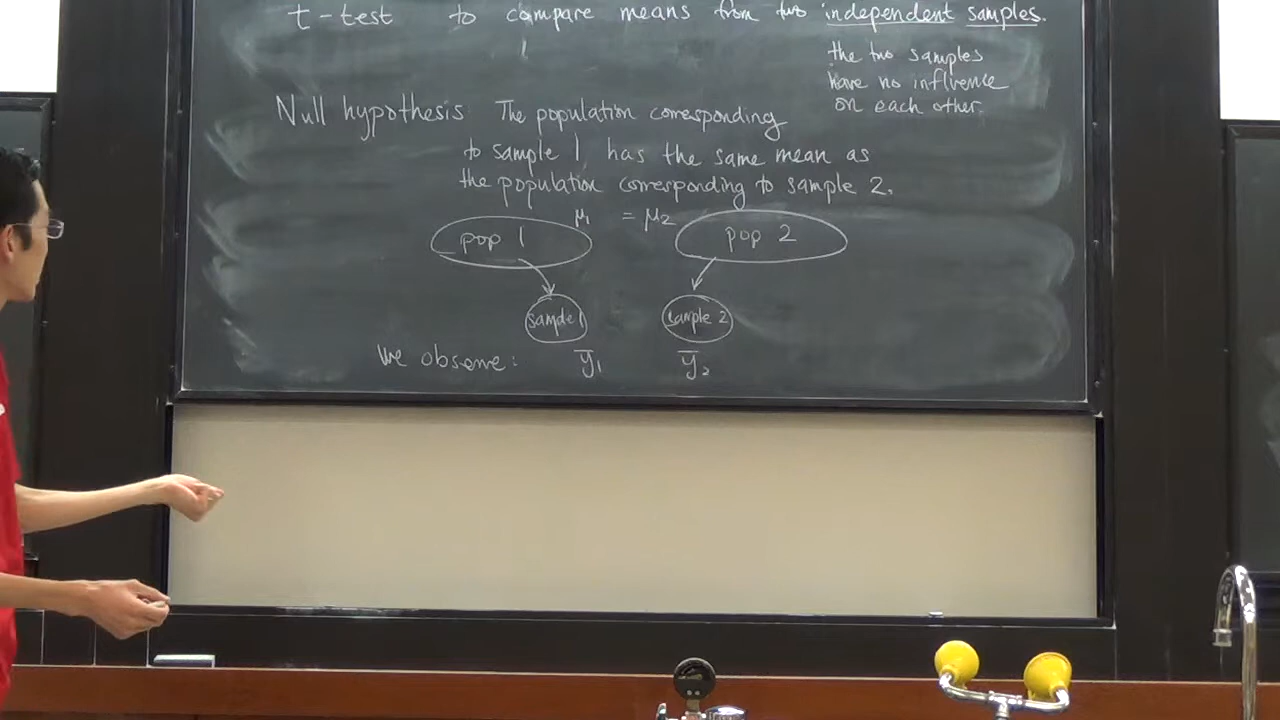 t-test to compare means from two independent samples.
the two samples
have no influence
on each other.
Null hypothesis The population corresponding
to sample 1 has the same mean as
the population corresponding to sample 2.
μ₁ = μ₂
pop 1 pop 2
sample 1 sample 2
We observe: y̅₁ y̅₂